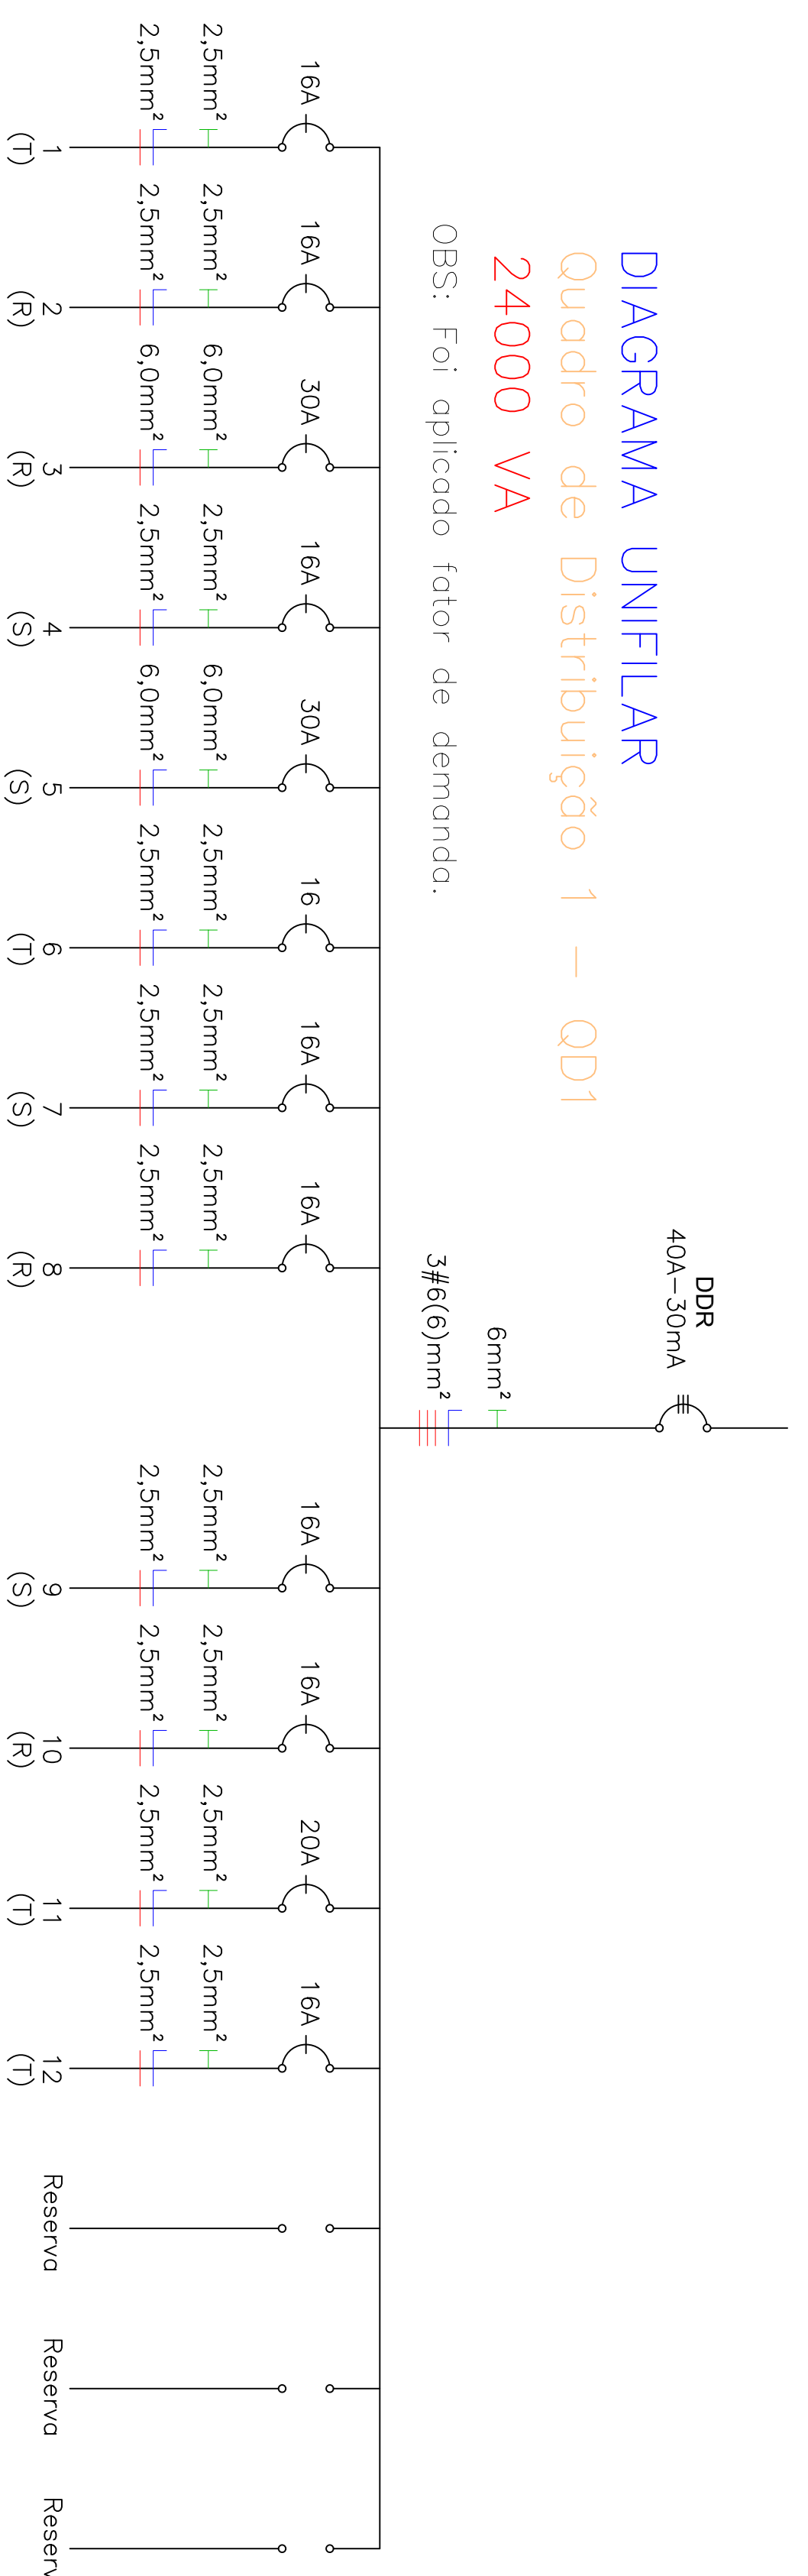 DDR
40A-30mA
DIAGRAMA UNIFILAR
Quadro de Distribuição 1 - QD1
24000 VA
OBS: Foi aplicado fator de demanda.
6mm²
3#6(6)mm²
16A
2,5mm²
2,5mm²
1
(T)
16A
2,5mm²
2,5mm²
2
(R)
30A
6,0mm²
6,0mm²
3
(R)
16A
2,5mm²
2,5mm²
4
(S)
30A
6,0mm²
6,0mm²
5
(S)
16
2,5mm²
2,5mm²
6
(T)
16A
2,5mm²
2,5mm²
7
(S)
16A
2,5mm²
2,5mm²
8
(R)
16A
2,5mm²
2,5mm²
9
(S)
16A
2,5mm²
2,5mm²
10
(R)
20A
2,5mm²
2,5mm²
11
(T)
16A
2,5mm²
2,5mm²
12
(T)
Reserva
Reserva
Reserv